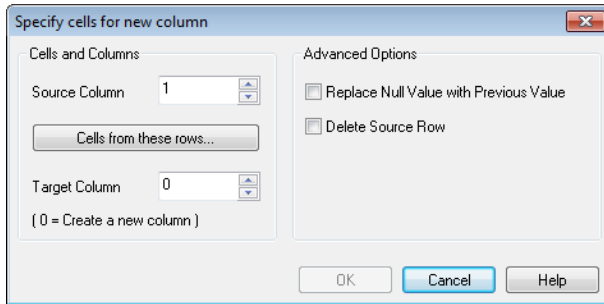 Specify cells for new column
Cells and Columns
Source Column 1
Cells from these rows...
Target Column 0
( 0 = Create a new column )
Advanced Options
Replace Null Value with Previous Value
Delete Source Row
OK Cancel Help